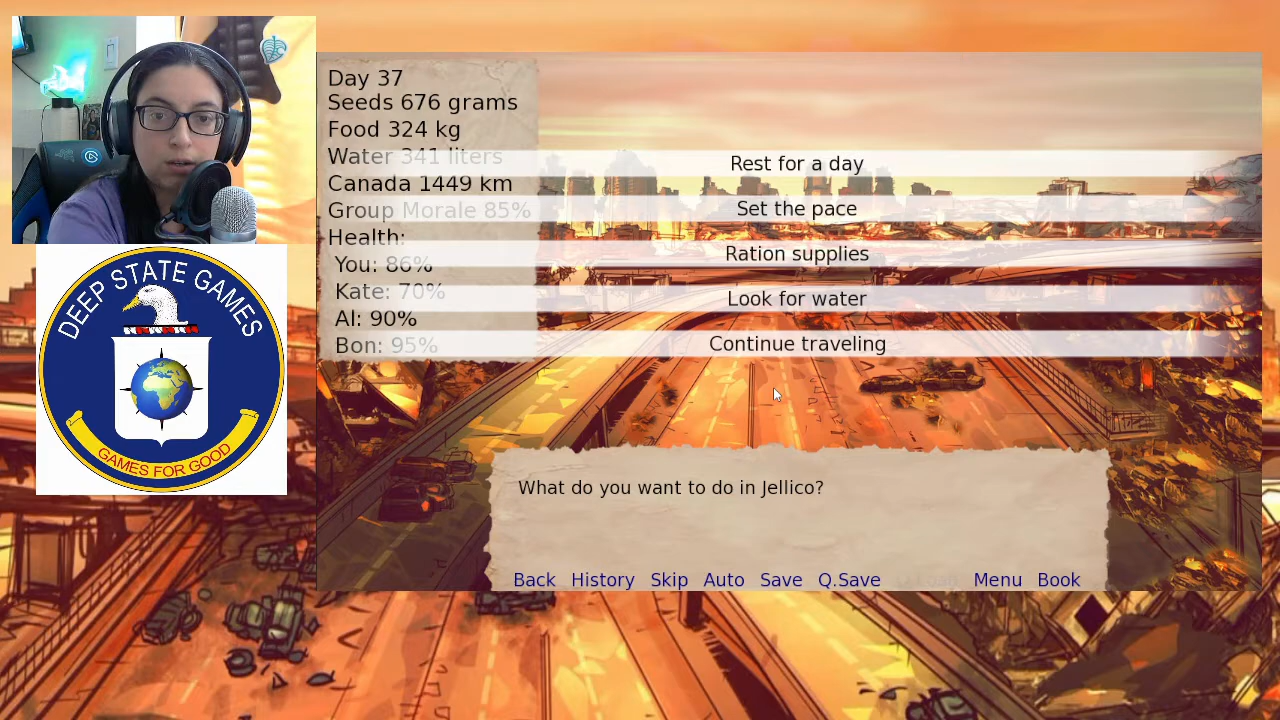 Day 37
Seeds 676 grams
Food 324 kg
Water 341 liters
Canada 1449 km
Group Morale 85%
Health:
You: 86%
Kate: 70%
Al: 90%
Bon: 95%
Rest for a day
Set the pace
Ration supplies
Look for water
Continue traveling
DEEP STATE GAMES
GAMES FOR GOOD
What do you want to do in Jellico?
Back History Skip Auto Save Q.Save Menu Book